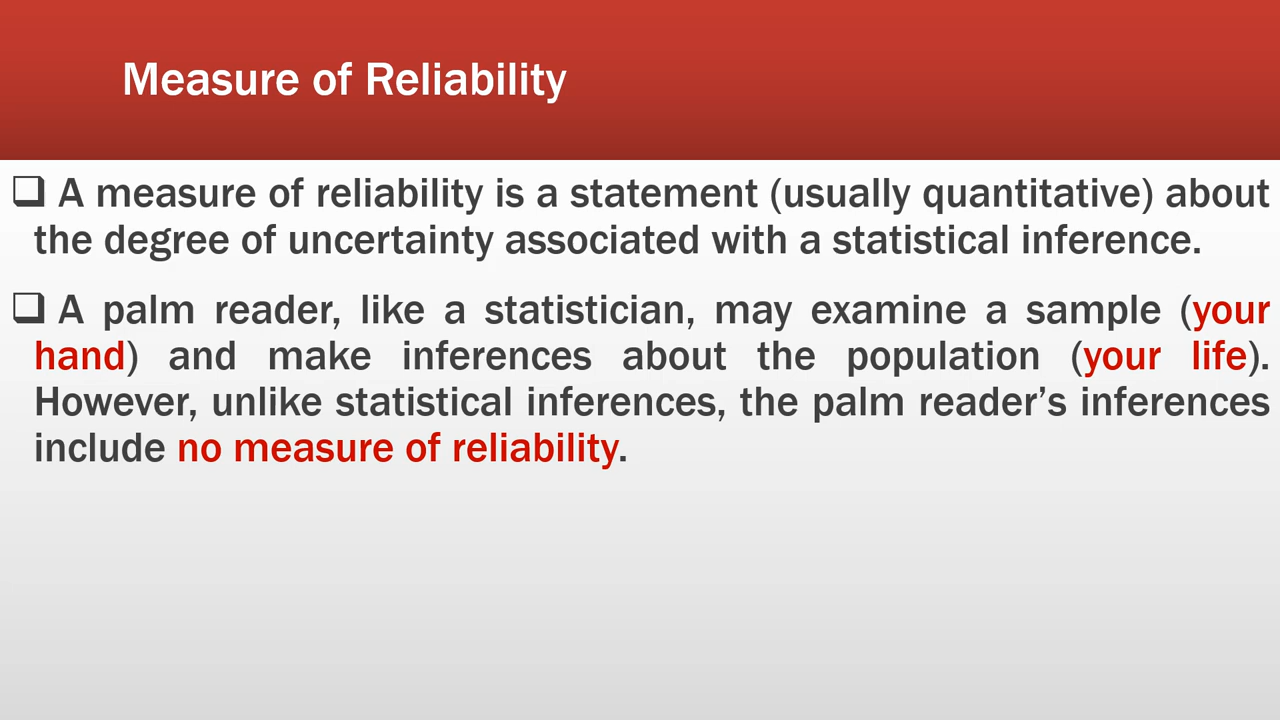 Measure of Reliability
❑ A measure of reliability is a statement (usually quantitative) about
the degree of uncertainty associated with a statistical inference.
❑ A palm reader, like a statistician, may examine a sample (your
hand) and make inferences about the population (your life).
However, unlike statistical inferences, the palm reader’s inferences
include no measure of reliability.